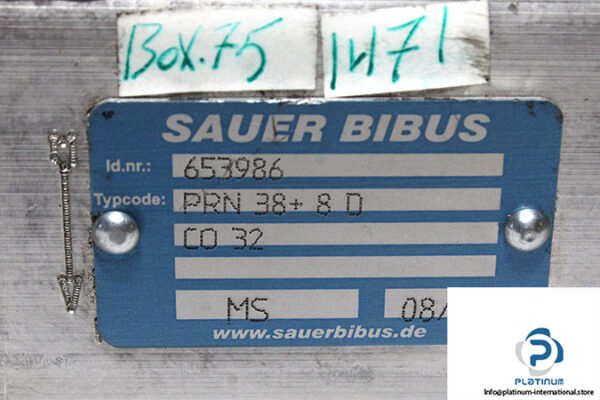 Box.75
1471
SAUER BIBUS
Id.nr.: 653986
Typcode: PRN 38+ 8 D
CO 32
MS 08/
www.sauerbibus.de
PLATINUM
Info@platinum-international.store